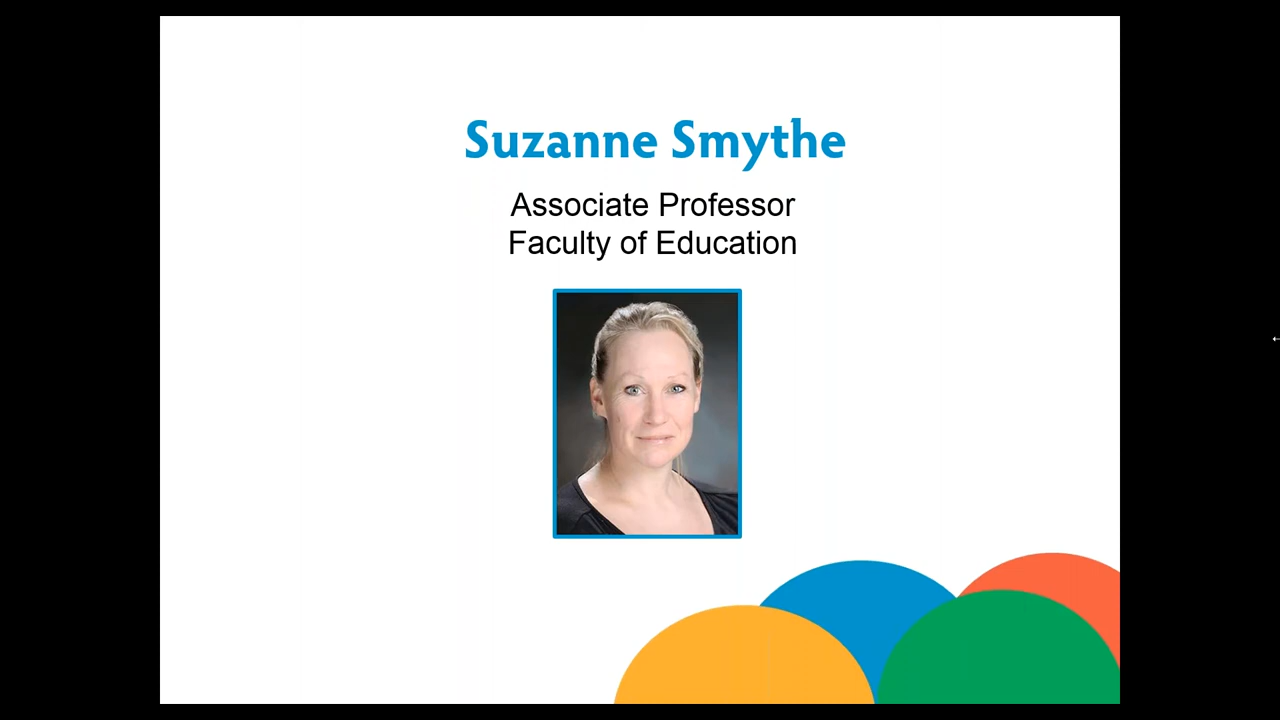 Suzanne Smythe
Associate Professor
Faculty of Education